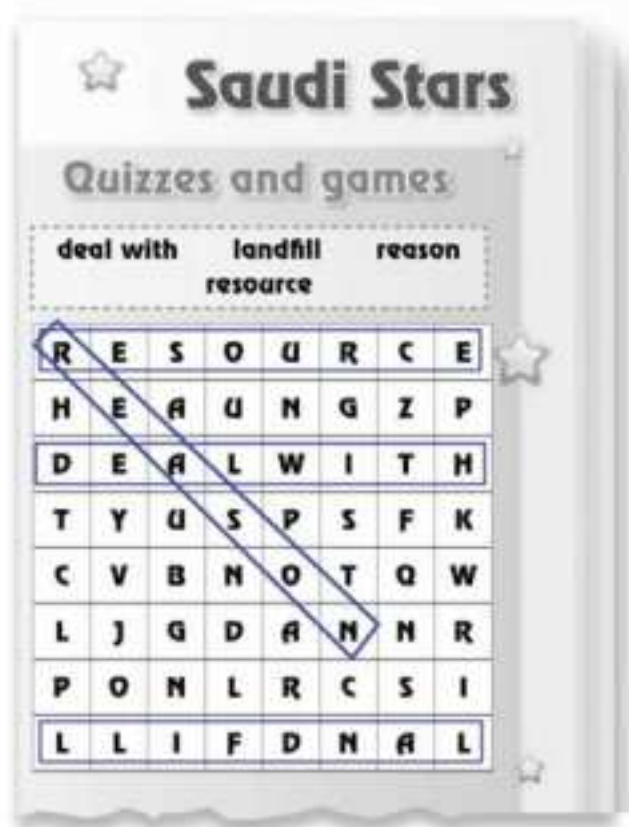 Saudi Stars
Quizzes and games
deal with landfill reason
resource
R E S O U R C E
H E A U N G Z P
D E A L W I T H
T Y U S P S F K
C V B N O T Q W
L J G D A N N R
P O N L R C S I
L L I F D N A L